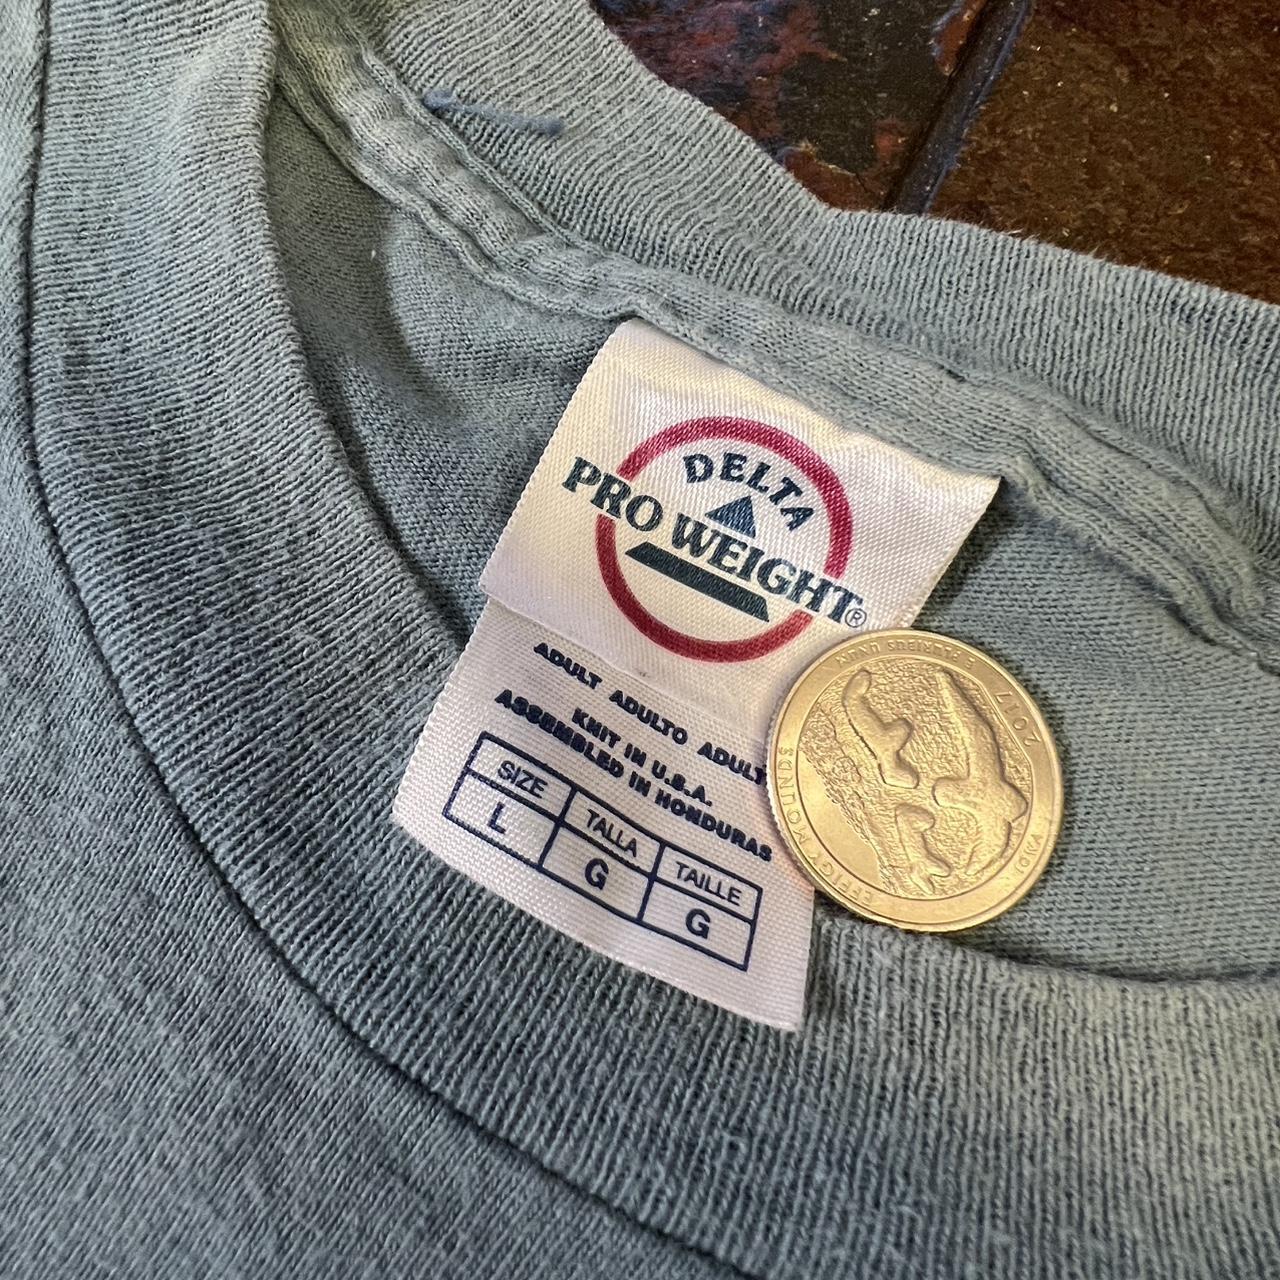 DELTA
PRO WEIGHT®
ADULT ADULTO ADULT
KNIT IN U.S.A.
ASSEMBLED IN HONDURAS
SIZE TALLA TAILLE
L G G
E PLURIBUS UNUM
2017
IOWA
EFFIGY MOUNDS